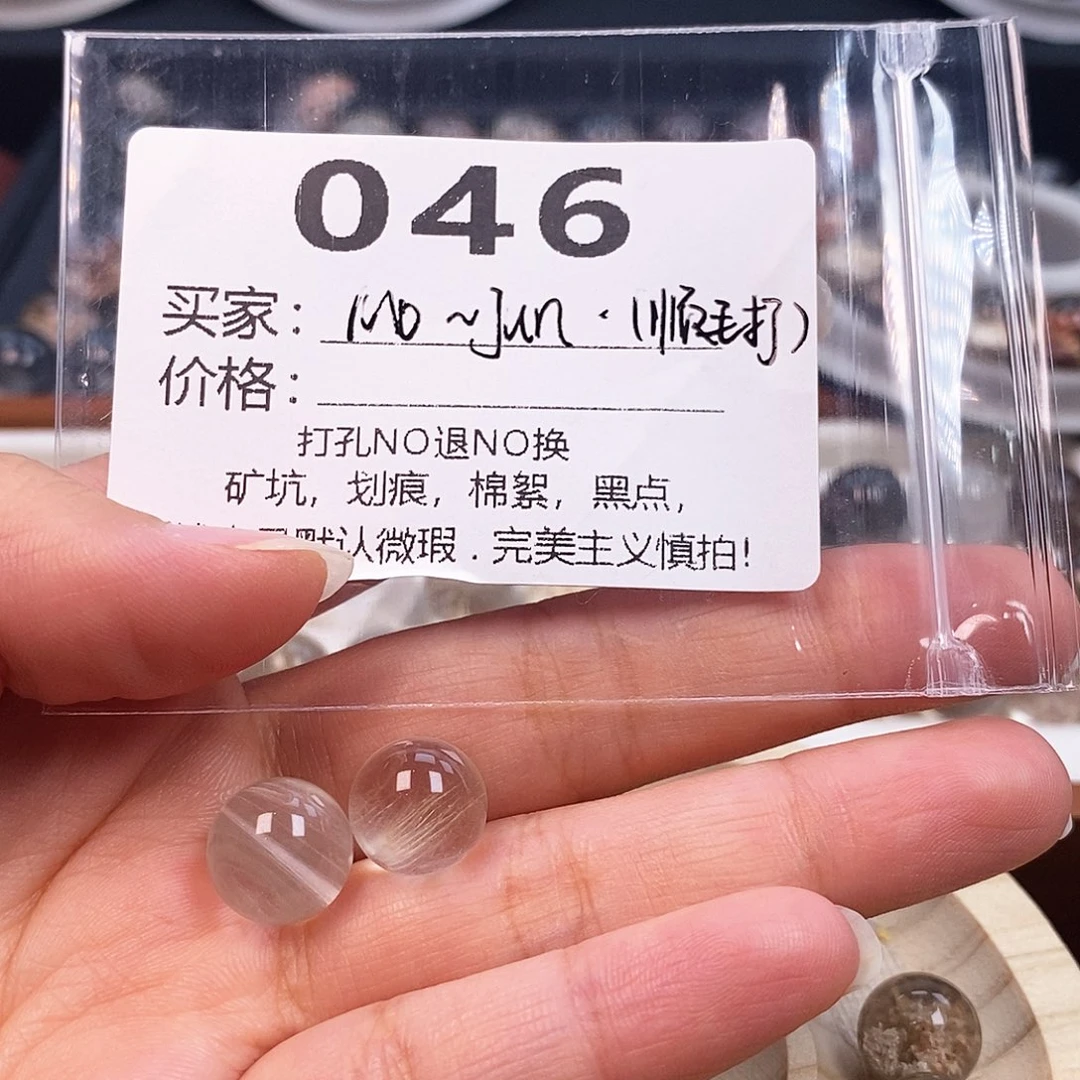 046
买家：Mo~Jun·(顺毛打)
价格：
打孔NO退NO换
矿坑，划痕，棉絮，黑点，
默认微瑕．完美主义慎拍！